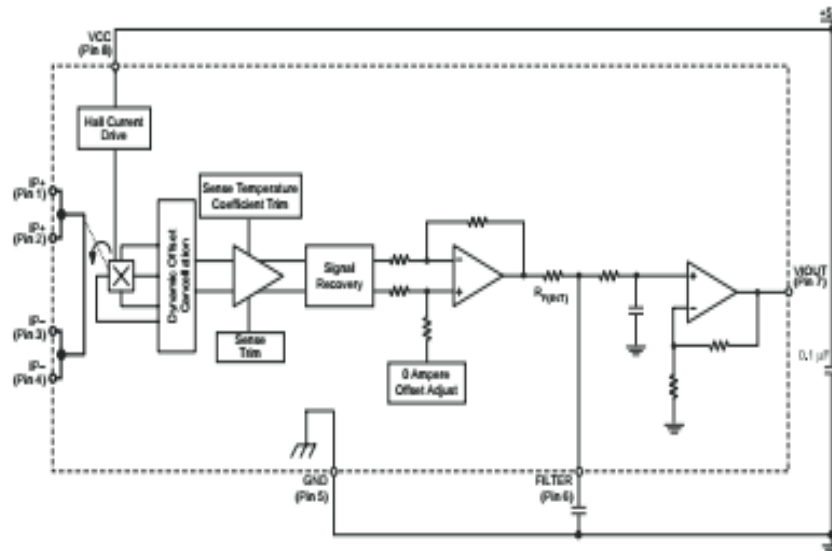 VCC
(Pin 8)
Hall Current
Drive
IP+
(Pin 1)
IP+
(Pin 2)
IP−
(Pin 3)
IP−
(Pin 4)
Dynamic Offset
Cancellation
Sense Temperature
Coefficient Trim
Sense
Trim
Signal
Recovery
0 Ampere
Offset Adjust
RF(INT)
VIOUT
(Pin 7)
0.1 µF
GND
(Pin 5)
FILTER
(Pin 6)